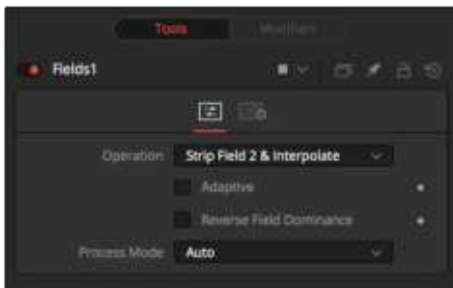 Tools Modifiers
Fields1
Operation Strip Field 2 & Interpolate
Adaptive
Reverse Field Dominance
Process Mode Auto